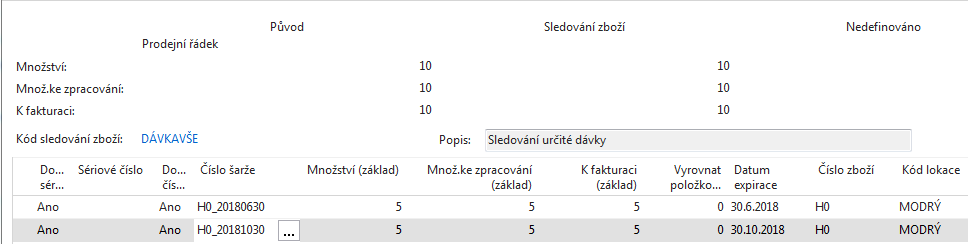 Původ Sledování zboží Nedefinováno
Prodejní řádek
Množství: 10 10
Množ.ke zpracování: 10 10
K fakturaci: 10 10
Kód sledování zboží: DÁVKAVŠE Popis: Sledování určité dávky
Do... Sériové číslo Do... Číslo šarže Množství (základ) Množ.ke zpracování K fakturaci Vyrovnat Datum Číslo zboží Kód lokace
sér... čís... (základ) (základ) položko... expirace
Ano Ano H0_20180630 5 5 5 0 30.6.2018 H0 MODRÝ
Ano Ano H0_20181030 ... 5 5 5 0 30.10.2018 H0 MODRÝ